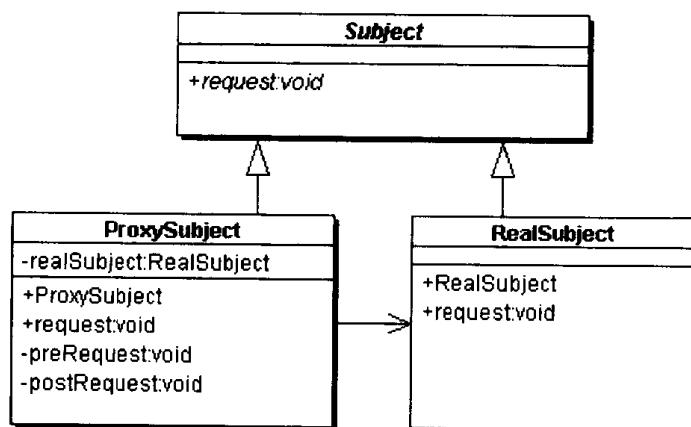 Subject
+request:void
ProxySubject
-realSubject:RealSubject
+ProxySubject
+request:void
-preRequest:void
-postRequest:void
RealSubject
+RealSubject
+request:void